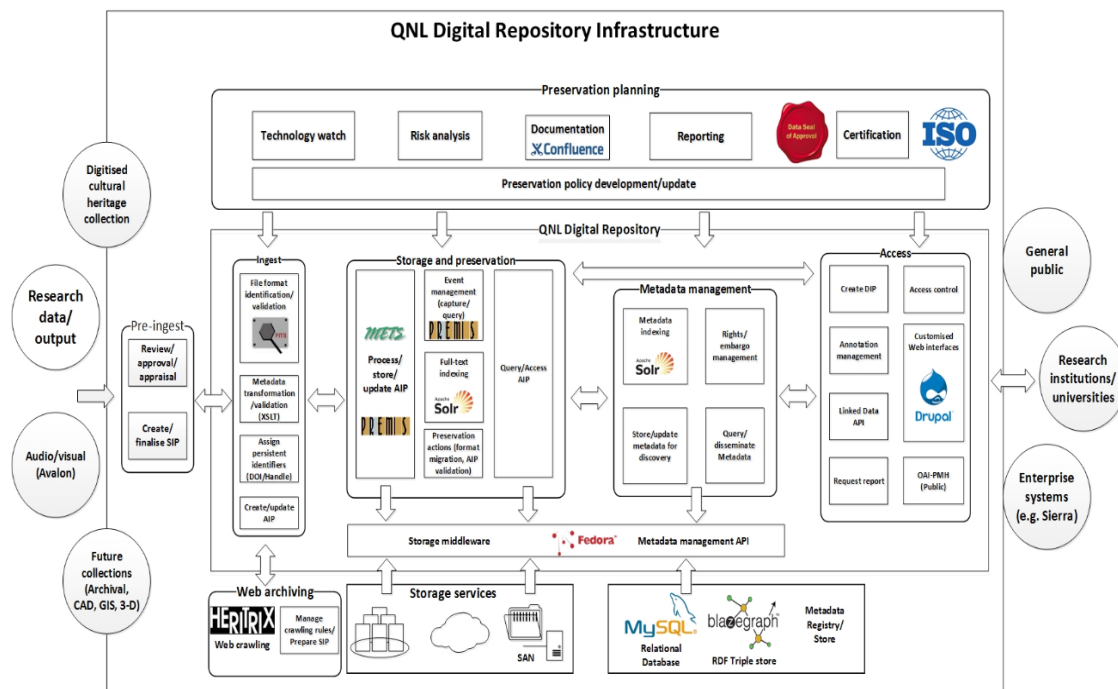 QNL Digital Repository Infrastructure
Preservation planning
Technology watch
Risk analysis
Documentation
Confluence
Reporting
Data Seal
of Approval
Certification
ISO
Preservation policy development/update
Digitised
cultural
heritage
collection
Research
data/
output
Audio/visual
(Avalon)
Future
collections
(Archival,
CAD, GIS, 3-D)
Pre-ingest
Review/
approval/
appraisal
Create/
finalise SIP
QNL Digital Repository
Ingest
File format
identification/
validation
Metadata
transformation
/validation
(XSLT)
Assign
persistent
identifiers
(DOI/Handle)
Create/update
AIP
Storage and preservation
METS
Process/
store/
update AIP
PREMIS
Event
management
(capture/
query)
PREMIS
Full-text
indexing
Apache
Solr
Preservation
actions (format
migration, AIP
validation)
Query/Access
AIP
Metadata management
Metadata
indexing
Apache
Solr
Rights/
embargo
management
Store/update
metadata for
discovery
Query/
disseminate
Metadata
Access
Create DIP
Access control
Annotation
management
Customised
Web interfaces
Drupal
Linked Data
API
Request report
OAI-PMH
(Public)
Storage middleware
Fedora
Metadata management API
Web archiving
HERITRIX
Web crawling
Manage
crawling rules/
Prepare SIP
Storage services
SAN
MySQL
Relational
Database
blazegraph
RDF Triple store
Metadata
Registry/
Store
General
public
Research
institutions/
universities
Enterprise
systems
(e.g. Sierra)